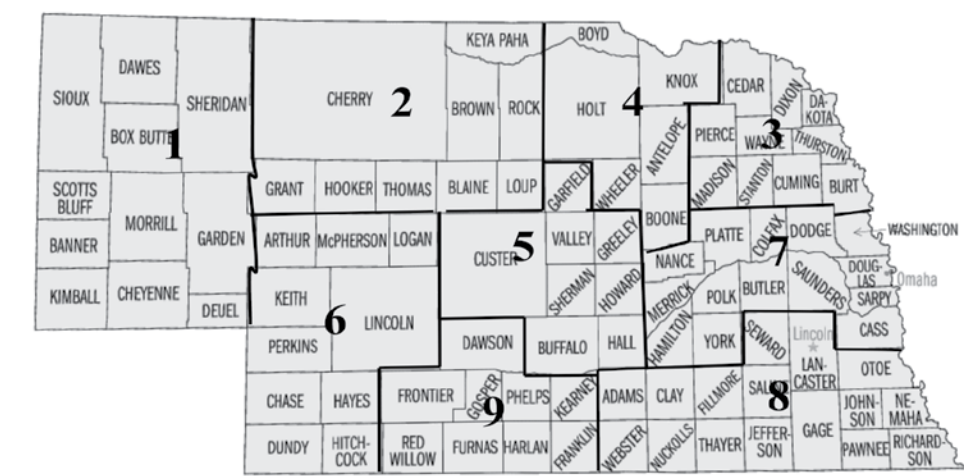 SIOUX
DAWES
BOX BUTTE
1
SHERIDAN
SCOTTS
BLUFF
BANNER
KIMBALL
MORRILL
CHEYENNE
GARDEN
DEUEL
CHERRY
2
KEYA PAHA
BROWN
ROCK
GRANT
HOOKER
THOMAS
BLAINE
LOUP
BOYD
HOLT
4
KNOX
ANTELOPE
GARFIELD
WHEELER
BOONE
CEDAR
DIXON
DA-
KOTA
PIERCE
WAYNE
3
THURSTON
MADISON
STANTON
CUMING
BURT
ARTHUR
McPHERSON
LOGAN
KEITH
6
LINCOLN
PERKINS
CHASE
HAYES
DUNDY
HITCH-
COCK
CUSTER
5
VALLEY
GREELEY
SHERMAN
HOWARD
DAWSON
BUFFALO
HALL
NANCE
MERRICK
HAMILTON
PLATTE
COLFAX
7
DODGE
WASHINGTON
POLK
BUTLER
SAUNDERS
DOUG-
LAS
Omaha
SARPY
YORK
SEWARD
Lincoln
LAN-
CASTER
CASS
OTOE
FRONTIER
GOSPER
9
PHELPS
KEARNEY
RED
WILLOW
FURNAS
HARLAN
FRANKLIN
ADAMS
CLAY
FILLMORE
8
WEBSTER
NUCKOLLS
THAYER
JEFFER-
SON
GAGE
JOHN-
SON
NE-
MAHA
PAWNEE
RICHARD-
SON